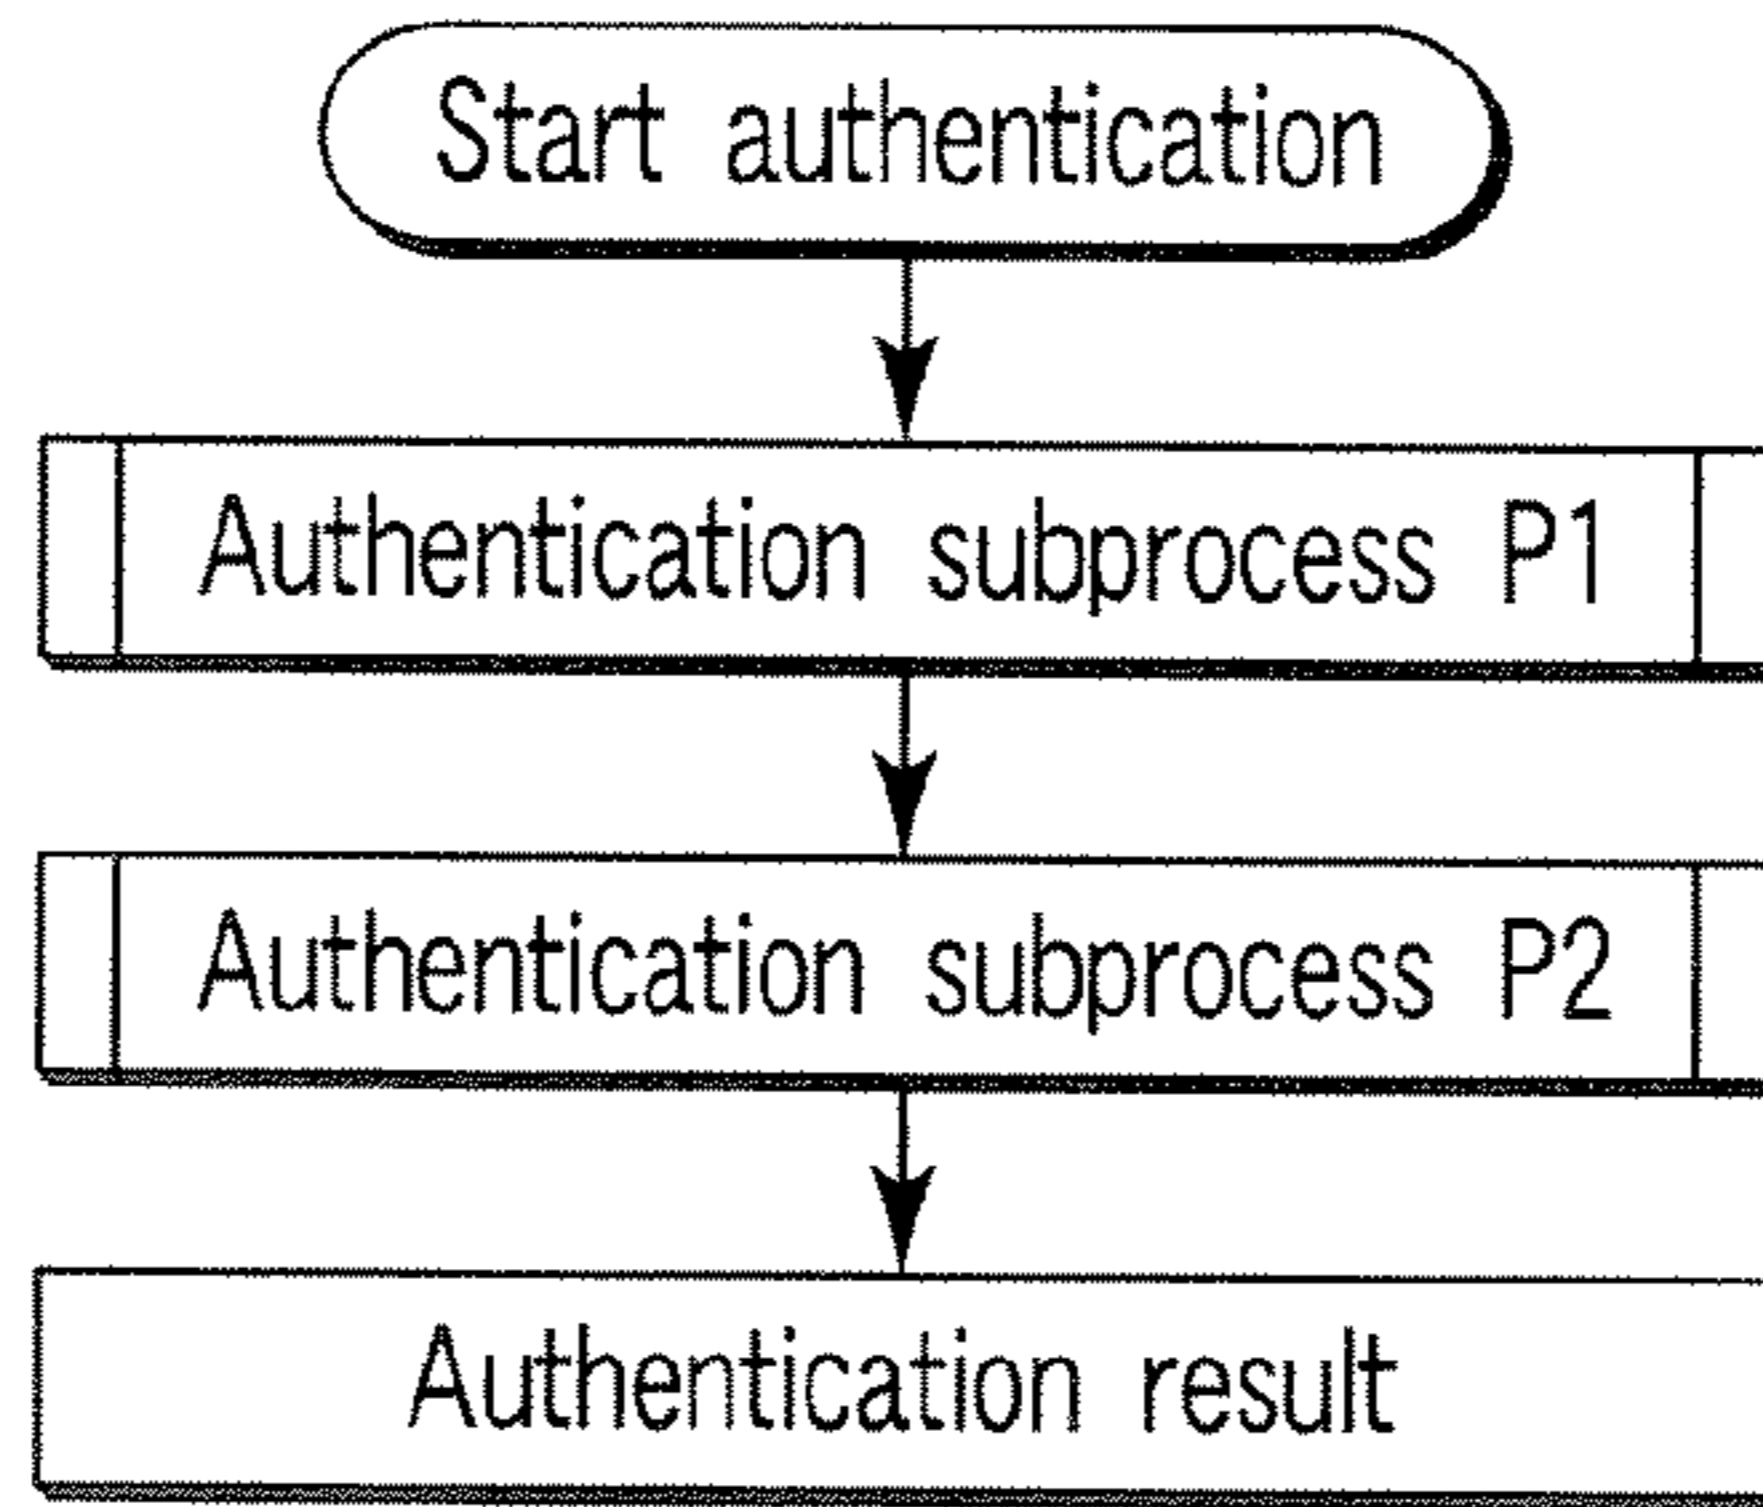 Start authentication
Authentication subprocess P1
Authentication subprocess P2
Authentication result